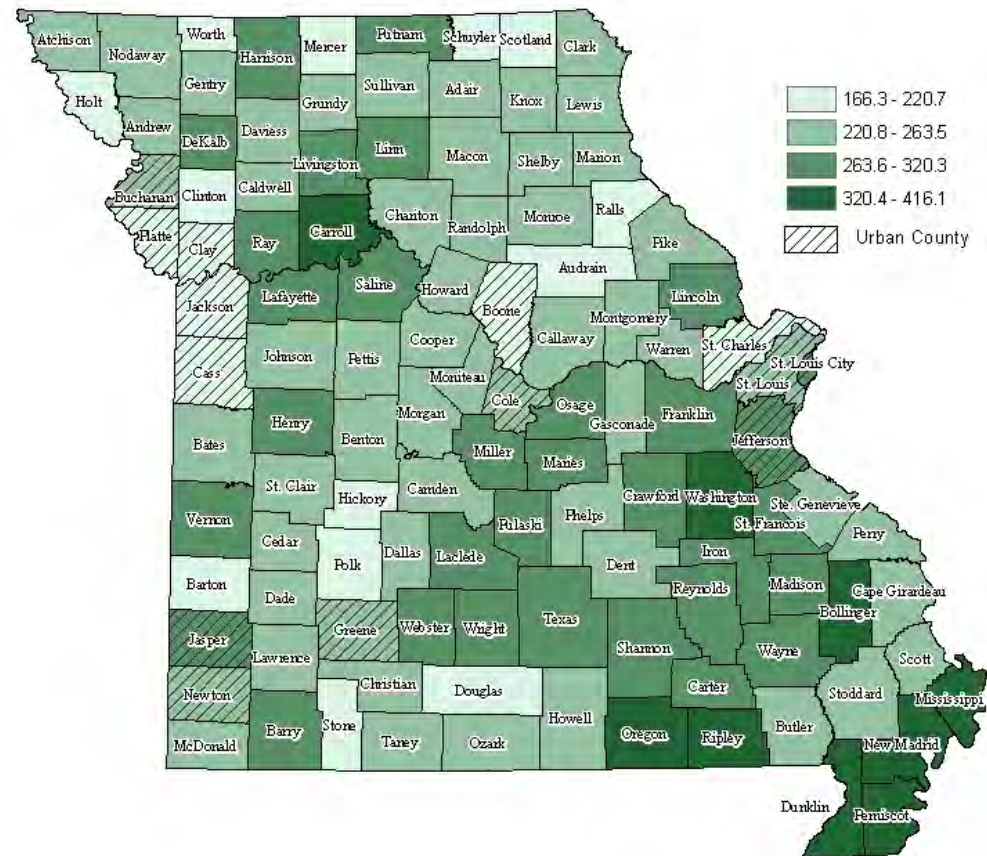 Atchison
Nodaway
Worth
Harrison
Mercer
Putnam
Schuyler
Scotland
Clark
Holt
Gentry
Grundy
Sullivan
Adair
Knox
Lewis
Andrew
DeKalb
Daviess
Livingston
Linn
Macon
Shelby
Marion
Buchanan
Clinton
Caldwell
Carroll
Chariton
Randolph
Monroe
Ralls
Platte
Clay
Ray
Pike
Audrain
Jackson
Lafayette
Saline
Howard
Boone
Callaway
Montgomery
Lincoln
Warren
St. Charles
St. Louis City
St. Louis
Cass
Johnson
Pettis
Cooper
Moniteau
Cole
Osage
Gasconade
Franklin
Jefferson
Bates
Henry
Benton
Morgan
Miller
Maries
St. Clair
Hickory
Camden
Pulaski
Phelps
Crawford
Washington
Ste. Genevieve
St. Francois
Perry
Vernon
Cedar
Polk
Dallas
Laclede
Dent
Iron
Reynolds
Madison
Bollinger
Cape Girardeau
Barton
Dade
Greene
Webster
Wright
Texas
Shannon
Wayne
Scott
Jasper
Lawrence
Newton
Christian
Douglas
Howell
Carter
Butler
Stoddard
Mississippi
McDonald
Barry
Stone
Taney
Ozark
Oregon
Ripley
New Madrid
Dunklin
Pemiscot
166.3 - 220.7
220.8 - 263.5
263.6 - 320.3
320.4 - 416.1
Urban County